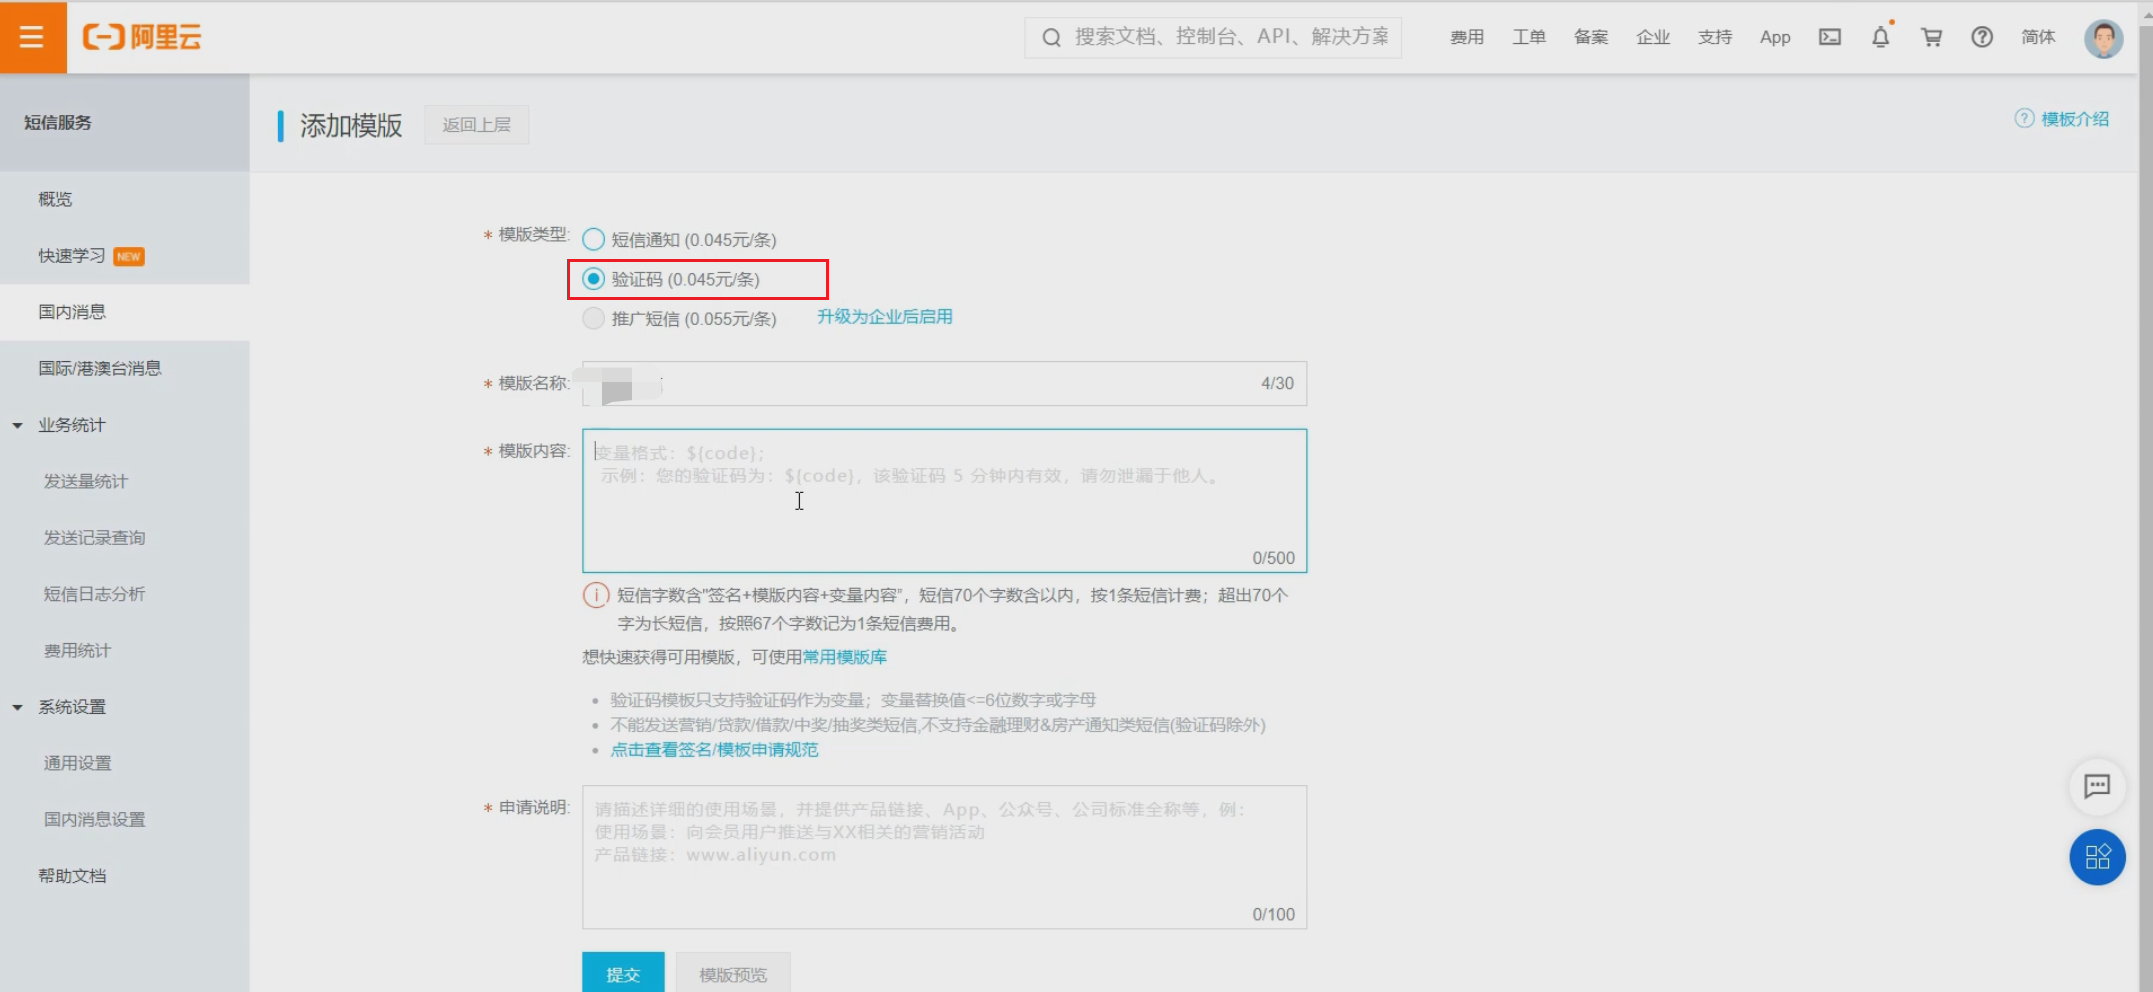 阿里云
搜索文档、控制台、API、解决方案
费用
工单
备案
企业
支持
App
简体
短信服务
添加模版
返回上层
模板介绍
概览
快速学习 NEW
国内消息
国际/港澳台消息
业务统计
发送量统计
发送记录查询
短信日志分析
费用统计
系统设置
通用设置
国内消息设置
帮助文档
* 模版类型:
短信通知 (0.045元/条)
验证码 (0.045元/条)
推广短信 (0.055元/条) 升级为企业后启用
* 模版名称:
4/30
* 模版内容:
变量格式：${code};
示例：您的验证码为：${code}，该验证码 5 分钟内有效，请勿泄漏于他人。
0/500
短信字数含"签名+模版内容+变量内容"，短信70个字数含以内，按1条短信计费；超出70个
字为长短信，按照67个字数记为1条短信费用。
想快速获得可用模版，可使用常用模版库
验证码模板只支持验证码作为变量；变量替换值<=6位数字或字母
不能发送营销/贷款/借款/中奖/抽奖类短信,不支持金融理财&房产通知类短信(验证码除外)
点击查看签名/模板申请规范
* 申请说明:
请描述详细的使用场景，并提供产品链接、App、公众号、公司标准全称等，例：
使用场景：向会员用户推送与XX相关的营销活动
产品链接：www.aliyun.com
0/100
提交
模版预览